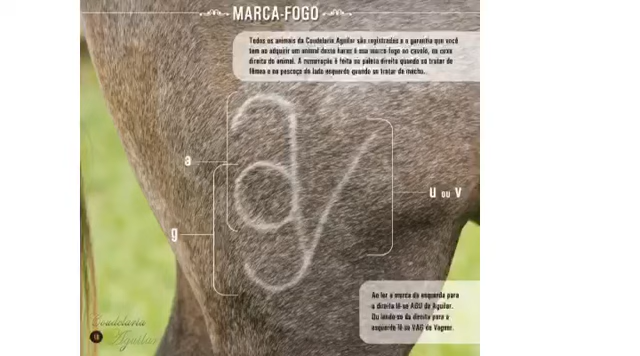 MARCA-FOGO
Todos os animais da Coudelaria Aguilar são registrados e a garantia que você
tem ao adquirir um animal deste haras é sua marca-fogo no cavalo, na coxa
direita do animal. A numeração é feita na paleta direita quando se tratar de
fêmea e no pescoço do lado esquerdo quando se tratar de macho.
a
u ou v
g
Ao ler a marca da esquerda para
a direita lê-se AGU de Aguilar.
Ou lendo-se da direita para a
esquerda lê-se VAG de Vagner.
Coudelaria
Aguilar